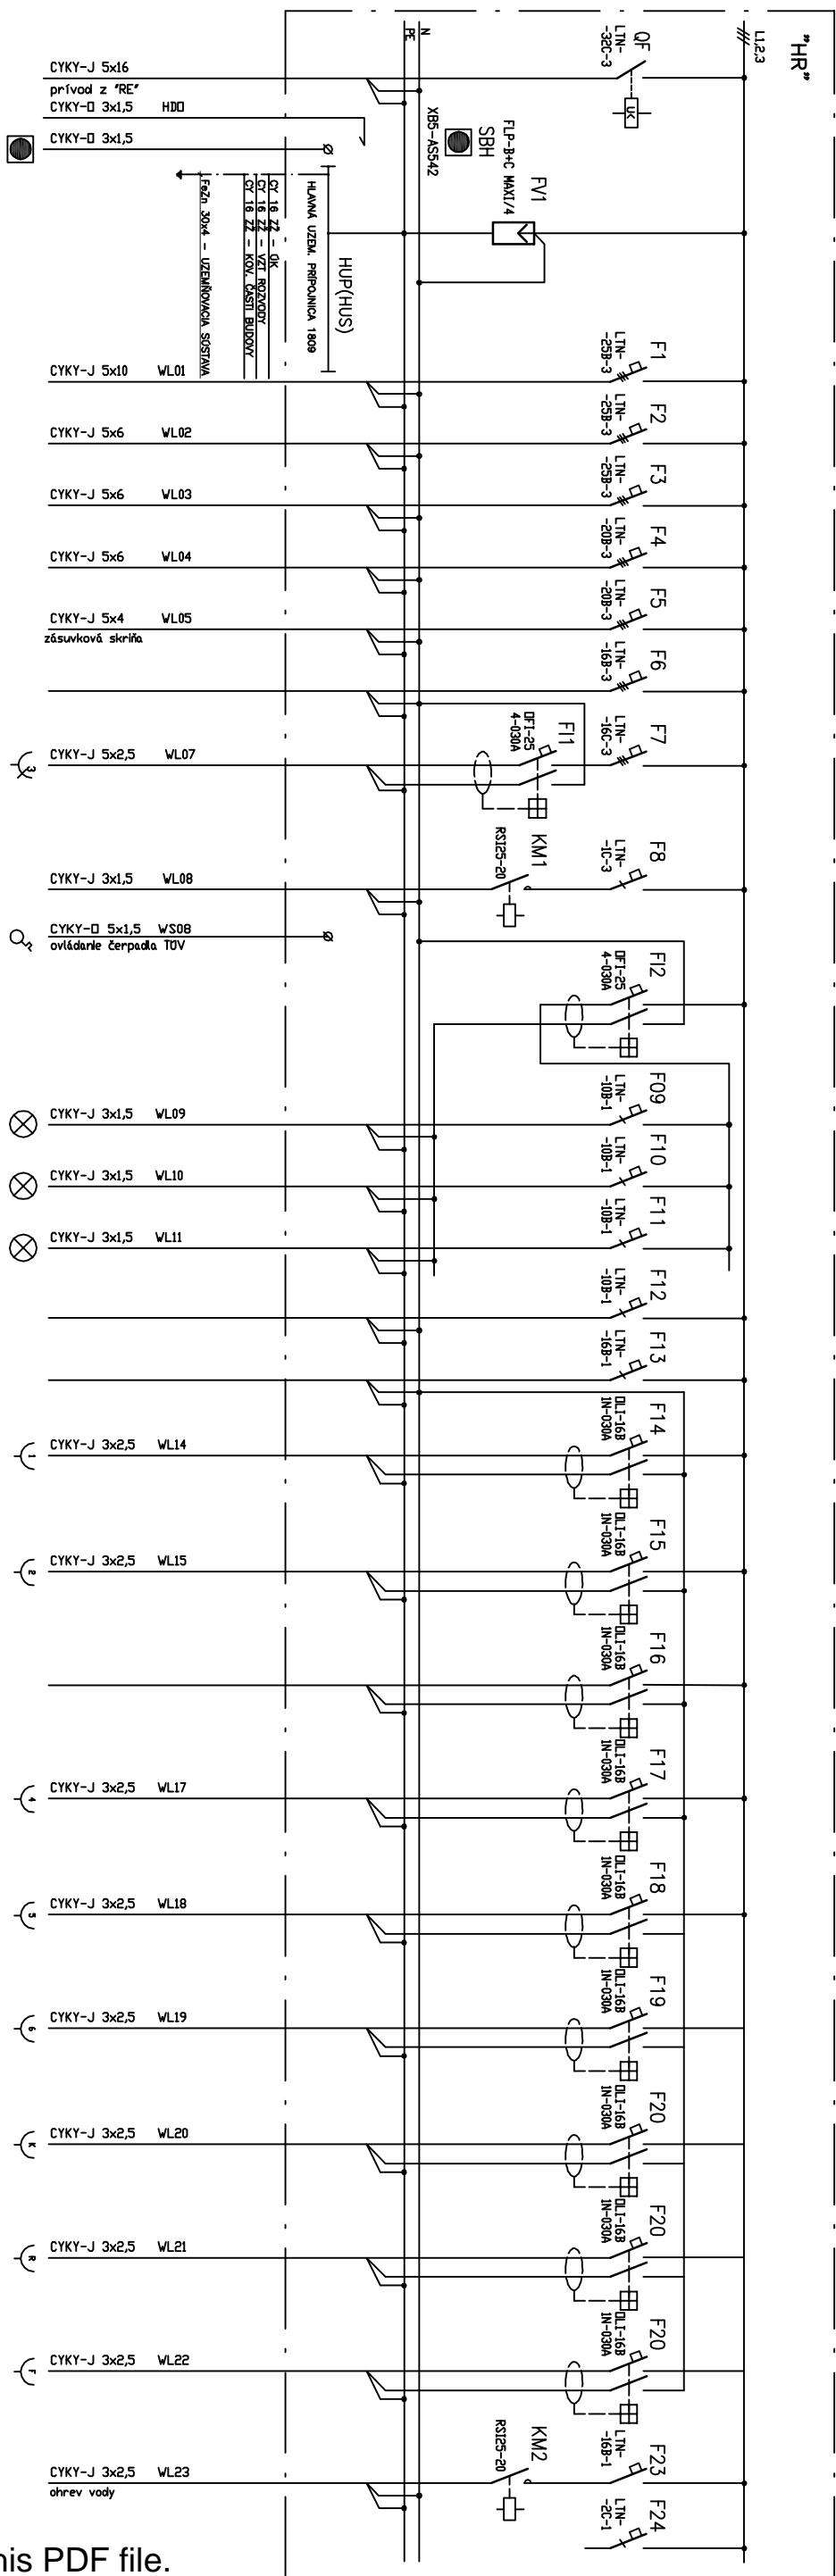 "HR"
L1,2,3
N
PE
QF
LTN-
-32C-3
UK
CYKY-J 5x16
prívod z "RE"
CYKY-O 3x1,5 HDO
CYKY-O 3x1,5
SBH
XB5-AS542
FV1
FLP-B+C MAXI/4
HUP(HUS)
HLAVNÁ UZEM. PRÍPOJNICA 1809
CY 16 ZŽ - OK
CY 16 ZŽ - VZT ROZVODY
CY 16 ZŽ - KOV. ČASTI BUDOVY
FeZn 30x4 - UZEMŇOVACIA SÚSTAVA
F1
LTN-
-25B-3
CYKY-J 5x10 WL01
F2
LTN-
-25B-3
CYKY-J 5x6 WL02
F3
LTN-
-25B-3
CYKY-J 5x6 WL03
F4
LTN-
-20B-3
CYKY-J 5x6 WL04
F5
LTN-
-20B-3
CYKY-J 5x4 WL05
zásuvková skriňa
F6
LTN-
-16B-3
F7
LTN-
-16C-3
FI1
OFI-25
4-030A
CYKY-J 5x2,5 WL07
3
F8
LTN-
-1C-3
KM1
RSI25-20
CYKY-J 3x1,5 WL08
CYKY-O 5x1,5 WS08
ovládanie čerpadla TÚV
FI2
OFI-25
4-030A
F09
LTN-
-10B-1
CYKY-J 3x1,5 WL09
F10
LTN-
-10B-1
CYKY-J 3x1,5 WL10
F11
LTN-
-10B-1
CYKY-J 3x1,5 WL11
F12
LTN-
-10B-1
F13
LTN-
-16B-1
F14
OLI-16B
1N-030A
CYKY-J 3x2,5 WL14
1
F15
OLI-16B
1N-030A
CYKY-J 3x2,5 WL15
2
F16
OLI-16B
1N-030A
F17
OLI-16B
1N-030A
CYKY-J 3x2,5 WL17
4
F18
OLI-16B
1N-030A
CYKY-J 3x2,5 WL18
5
F19
OLI-16B
1N-030A
CYKY-J 3x2,5 WL19
6
F20
OLI-16B
1N-030A
CYKY-J 3x2,5 WL20
K
F20
OLI-16B
1N-030A
CYKY-J 3x2,5 WL21
R
F20
OLI-16B
1N-030A
CYKY-J 3x2,5 WL22
F
F23
LTN-
-16B-1
KM2
RSI25-20
CYKY-J 3x2,5 WL23
ohrev vody
F24
LTN-
-2C-1
his PDF file.